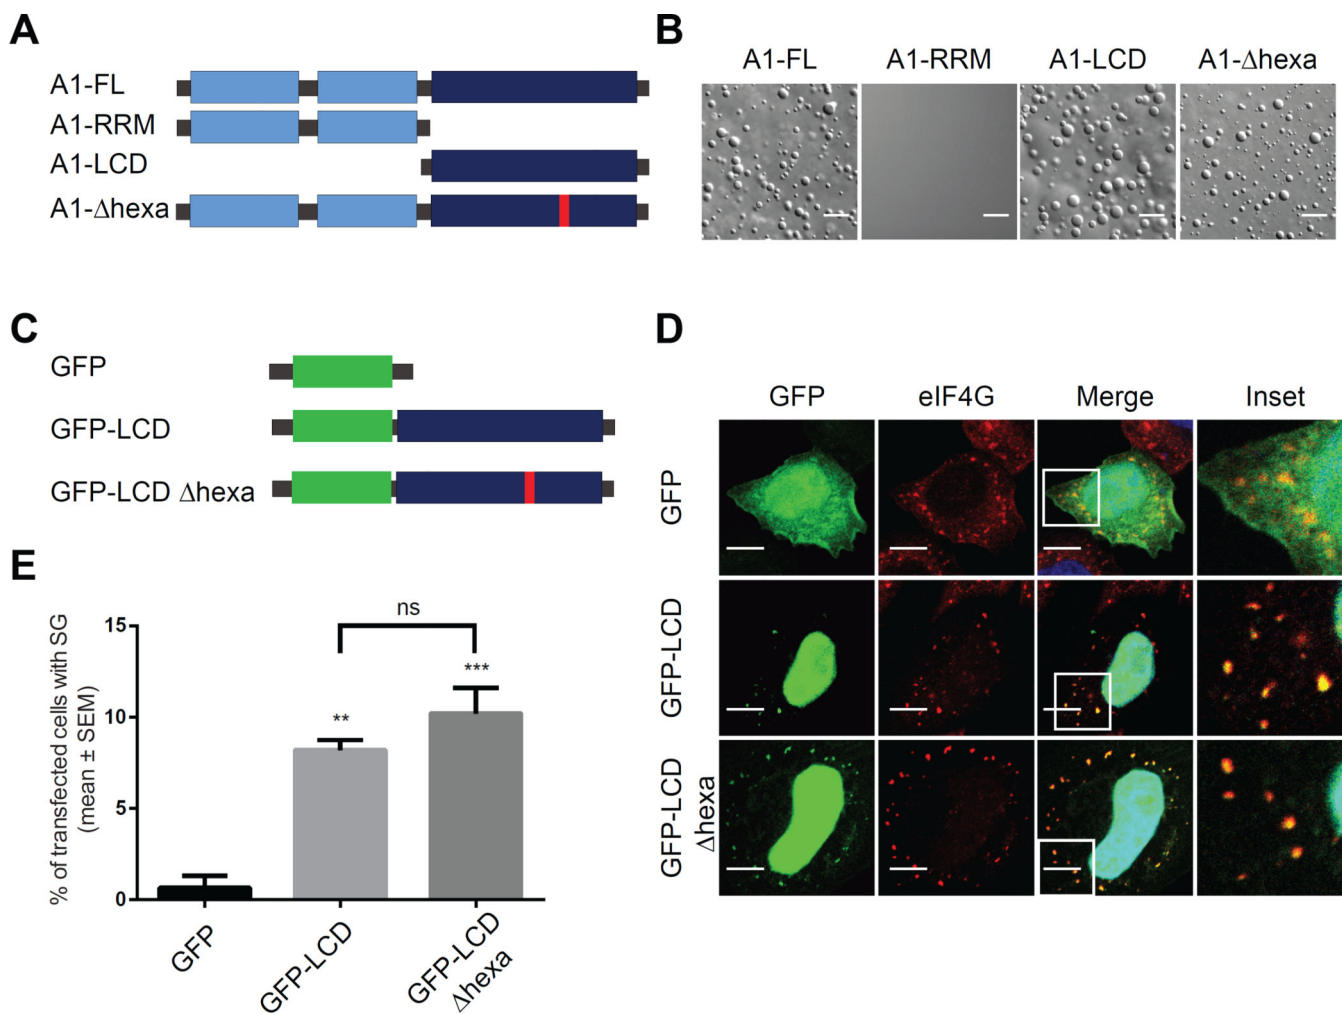 A
A1-FL
A1-RRM
A1-LCD
A1-Δhexa
B
A1-FL A1-RRM A1-LCD A1-Δhexa
C
GFP
GFP-LCD
GFP-LCD Δhexa
D
GFP eIF4G Merge Inset
GFP
GFP-LCD
GFP-LCD
Δhexa
E
% of transfected cells with SG
(mean ± SEM)
15
10
5
0
ns
**
***
GFP
GFP-LCD
GFP-LCD
Δhexa